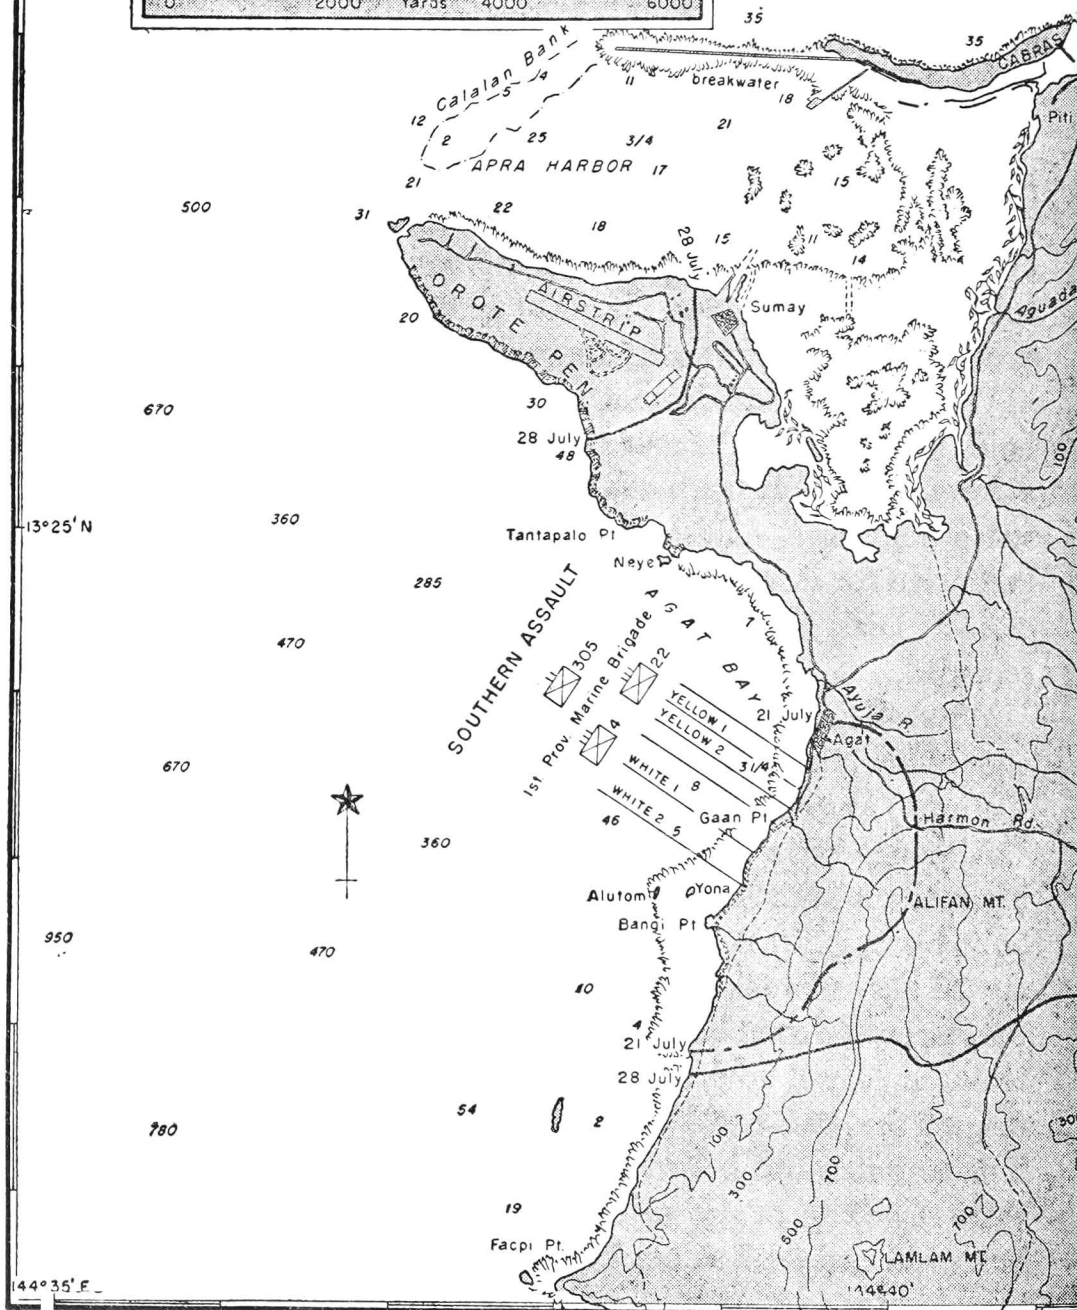 0 2000 Yards 4000 6000
35
35
CABRAS
Calalan Bank
breakwater
4
5
11
8
18
12
2
25
3/4
21
Piti
APRA HARBOR
17
21
15
500
31
22
18
28 July
15
11
14
OROTE PEN
AIRSTRIP
Sumay
Aguada
20
670
30
28 July
48
100
13°25' N
360
Tantapalo Pt
Neye
285
AGAT BAY
1
470
SOUTHERN ASSAULT
305
1st Prov. Marine Brigade
22
4
YELLOW 1
YELLOW 2
21 July
Ayuja R.
Agat
3 1/4
670
WHITE 1
8
WHITE 2
5
Gaan Pt
Harmon Rd.
46
360
Alutom
Yona
Bangi Pt
ALIFAN MT.
950
470
10
4
21 July
28 July
54
2
780
100
300
700
500
700
300
19
Facpi Pt.
LAMLAM MT.
144°35' E
144°40'